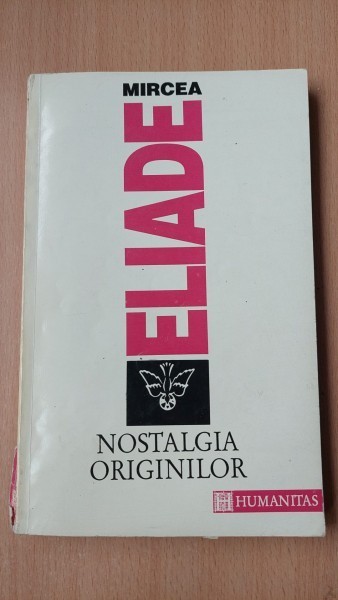 MIRCEA
ELIADE
NOSTALGIA
ORIGINILOR
HUMANITAS